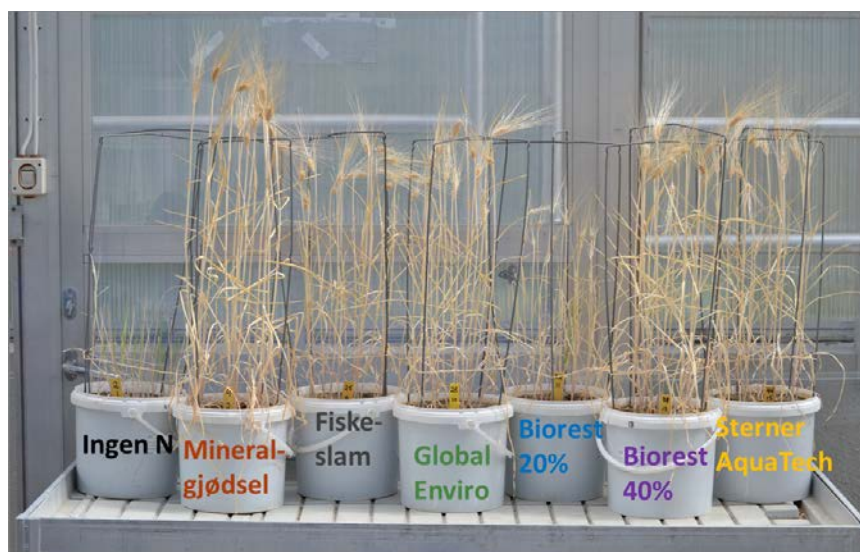 Ingen N
Mineral-
gjødsel
Fiske-
slam
Global
Enviro
Biorest
20%
Biorest
40%
Sterner
AquaTech